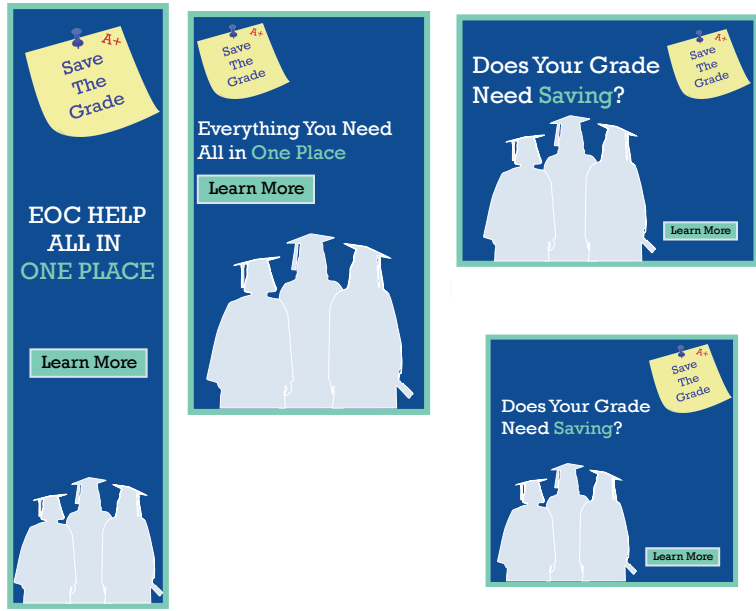 A+
Save
The
Grade
EOC HELP
ALL IN
ONE PLACE
Learn More
A+
Save
The
Grade
Everything You Need
All in One Place
Learn More
A+
Save
The
Grade
Does Your Grade
Need Saving?
Learn More
A+
Save
The
Grade
Does Your Grade
Need Saving?
Learn More